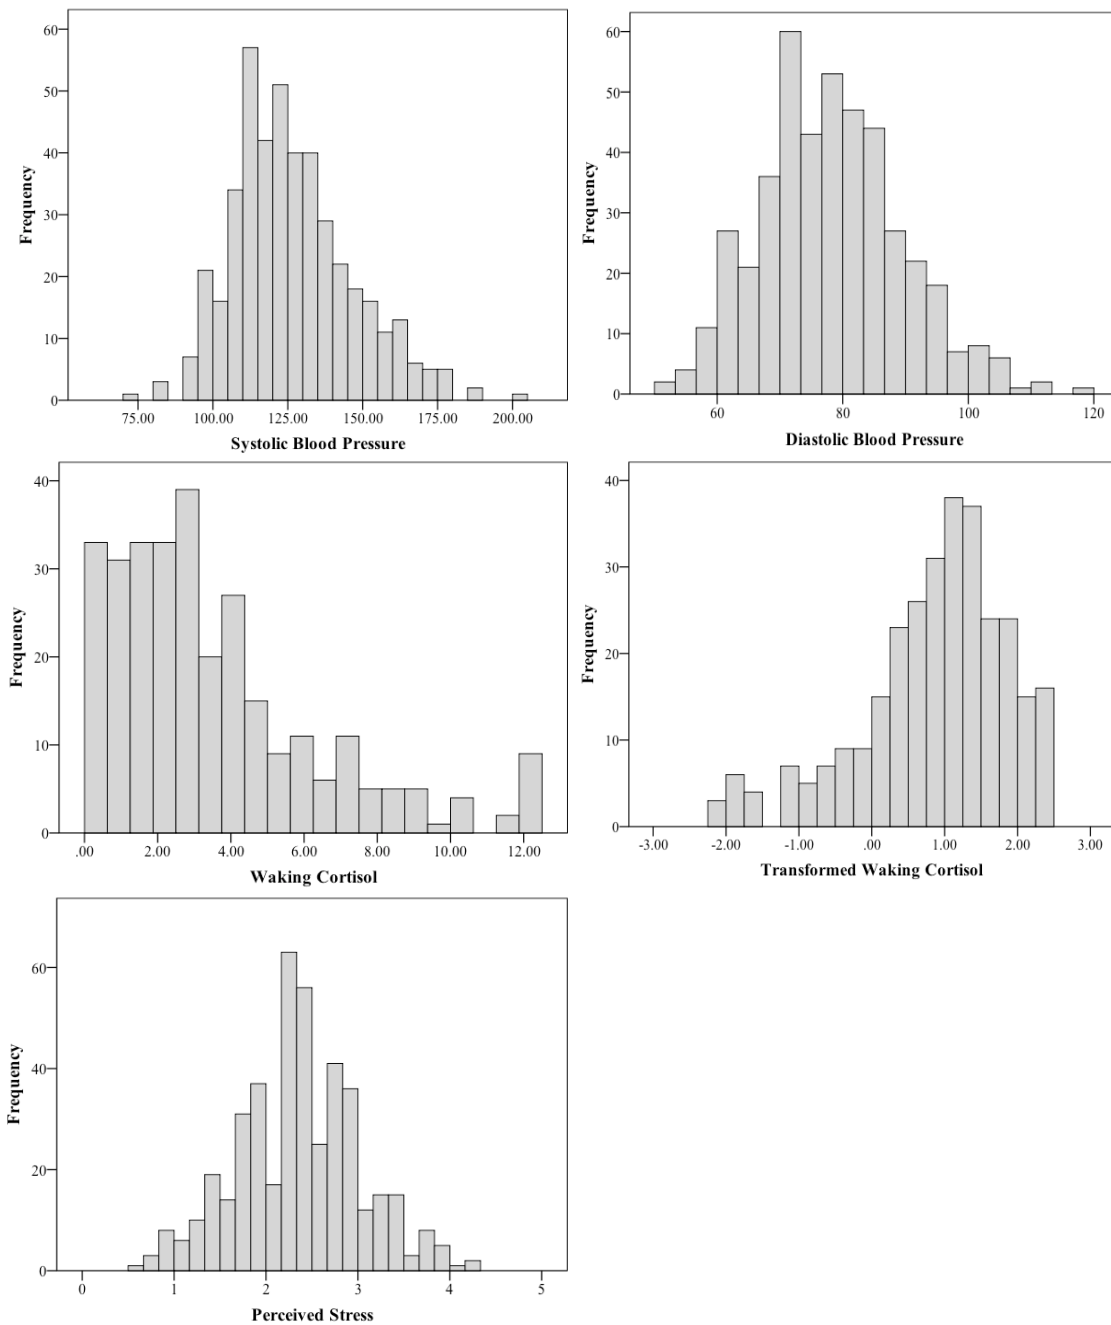 60
50
40
30
20
10
0
Frequency
75.00 100.00 125.00 150.00 175.00 200.00
Systolic Blood Pressure
60
50
40
30
20
10
0
Frequency
60 80 100 120
Diastolic Blood Pressure
40
30
20
10
0
Frequency
.00 2.00 4.00 6.00 8.00 10.00 12.00
Waking Cortisol
40
30
20
10
0
Frequency
-3.00 -2.00 -1.00 .00 1.00 2.00 3.00
Transformed Waking Cortisol
60
40
20
0
Frequency
0 1 2 3 4 5
Perceived Stress